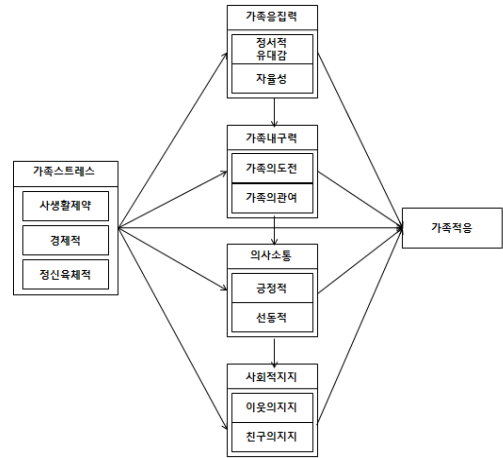 가족응집력
정서적
유대감
자율성
가족내구력
가족의도전
가족의관여
가족스트레스
사생활제약
경제적
정신육체적
가족적응
의사소통
긍정적
선동적
사회적지지
이웃의지지
친구의지지